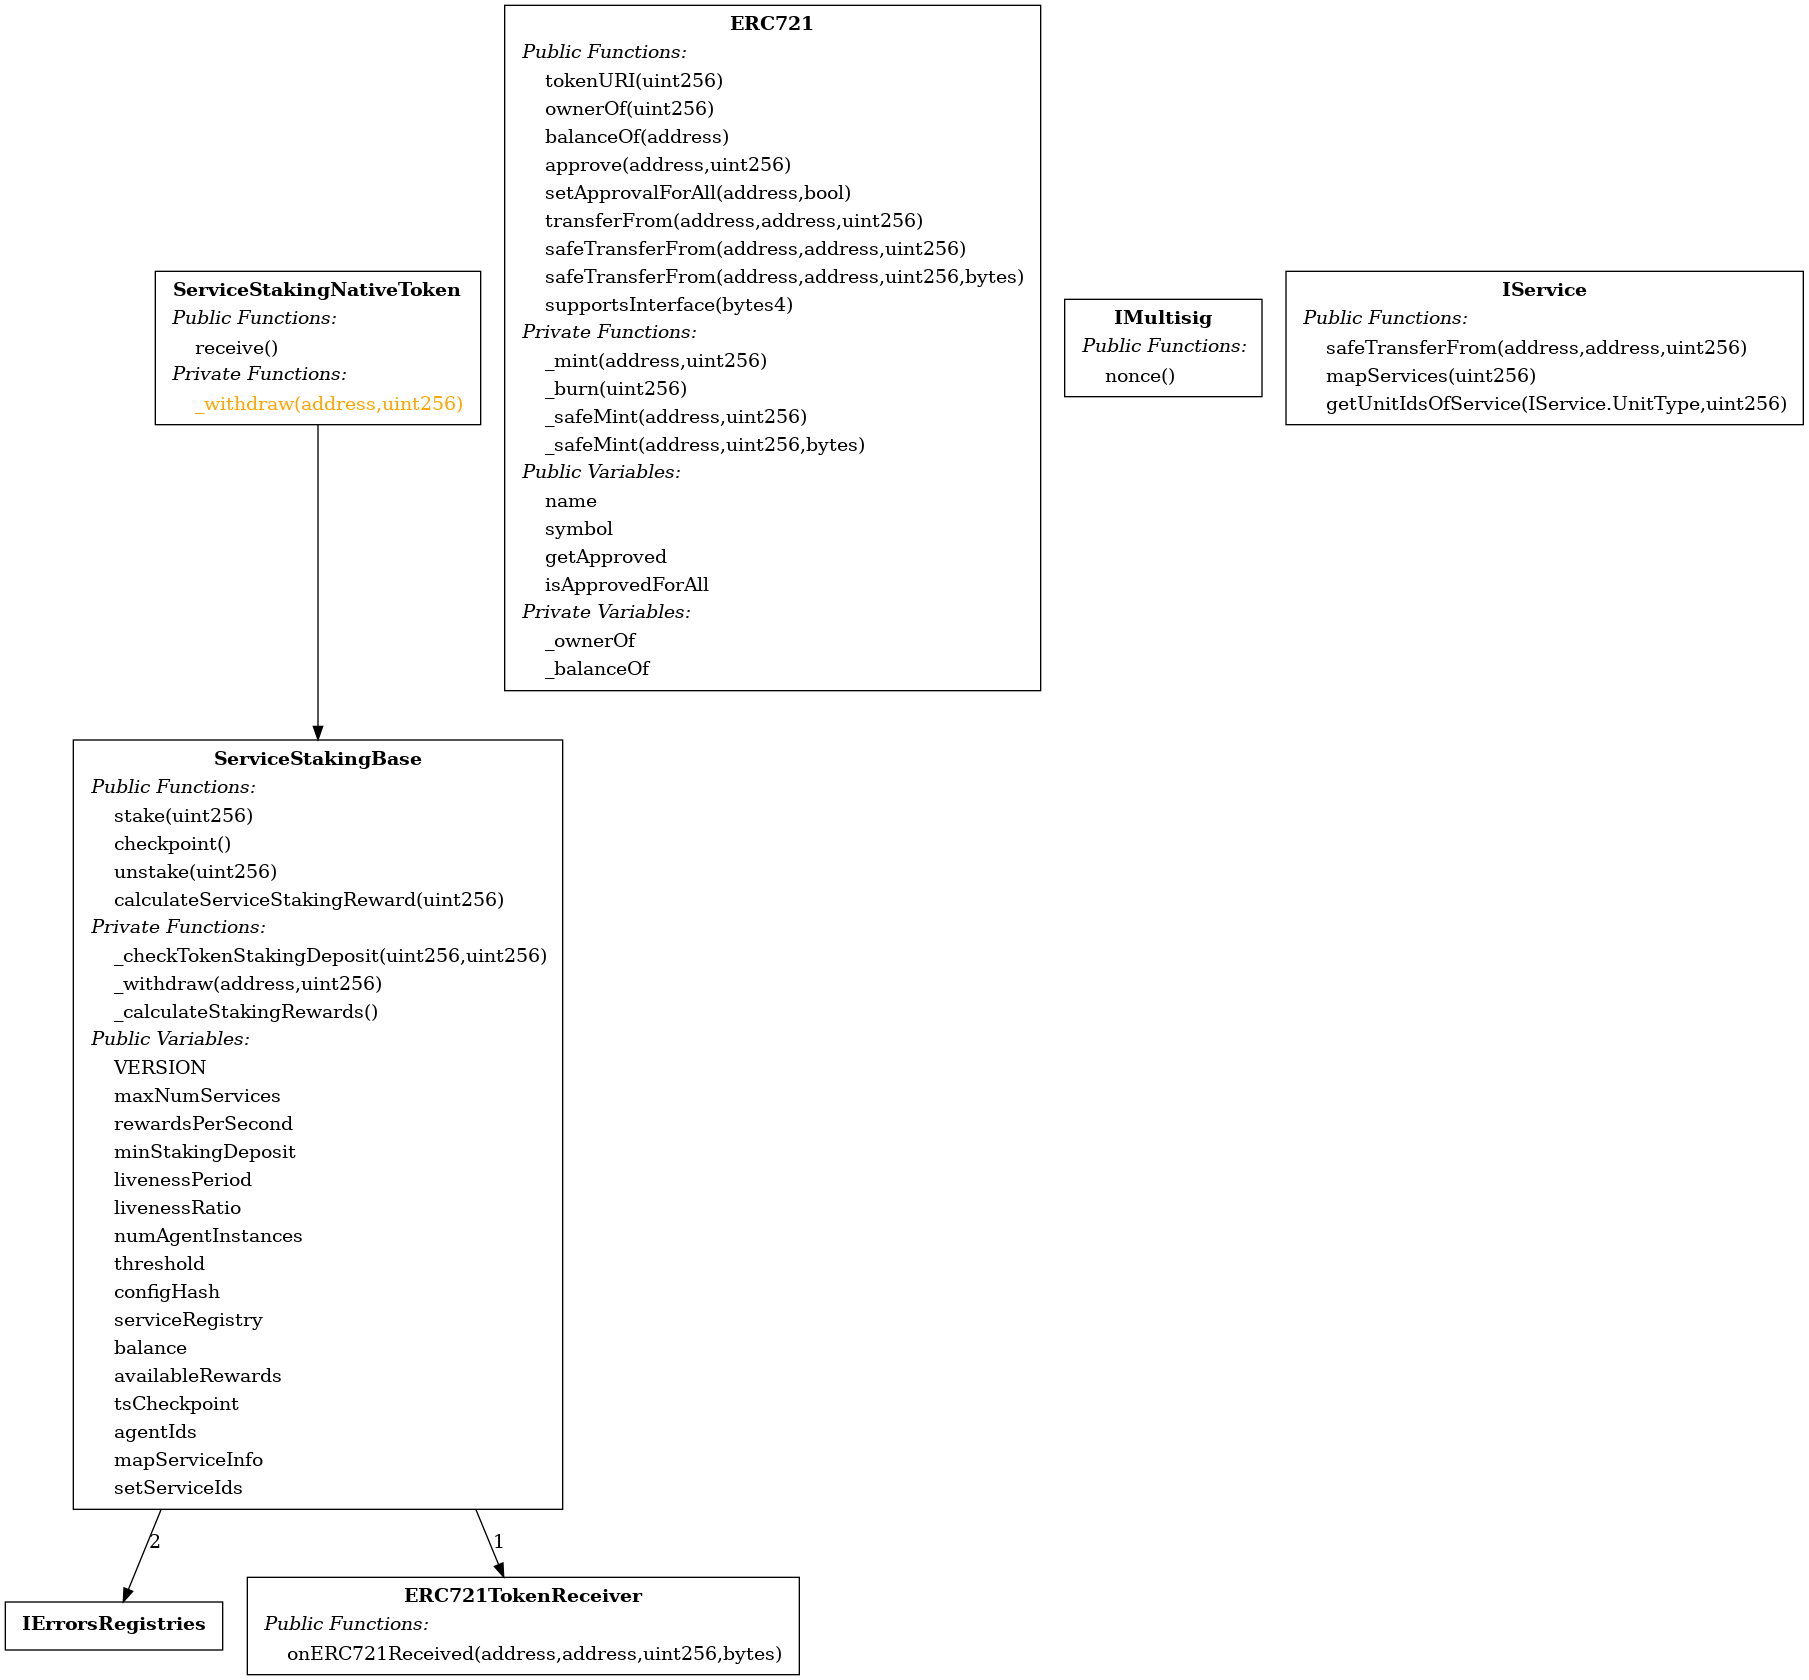 ERC721
Public Functions:
tokenURI(uint256)
ownerOf(uint256)
balanceOf(address)
approve(address,uint256)
setApprovalForAll(address,bool)
transferFrom(address,address,uint256)
safeTransferFrom(address,address,uint256)
safeTransferFrom(address,address,uint256,bytes)
supportsInterface(bytes4)
Private Functions:
_mint(address,uint256)
_burn(uint256)
_safeMint(address,uint256)
_safeMint(address,uint256,bytes)
Public Variables:
name
symbol
getApproved
isApprovedForAll
Private Variables:
_ownerOf
_balanceOf
ServiceStakingNativeToken
Public Functions:
receive()
Private Functions:
_withdraw(address,uint256)
IMultisig
Public Functions:
nonce()
IService
Public Functions:
safeTransferFrom(address,address,uint256)
mapServices(uint256)
getUnitIdsOfService(IService.UnitType,uint256)
ServiceStakingBase
Public Functions:
stake(uint256)
checkpoint()
unstake(uint256)
calculateServiceStakingReward(uint256)
Private Functions:
_checkTokenStakingDeposit(uint256,uint256)
_withdraw(address,uint256)
_calculateStakingRewards()
Public Variables:
VERSION
maxNumServices
rewardsPerSecond
minStakingDeposit
livenessPeriod
livenessRatio
numAgentInstances
threshold
configHash
serviceRegistry
balance
availableRewards
tsCheckpoint
agentIds
mapServiceInfo
setServiceIds
2
1
IErrorsRegistries
ERC721TokenReceiver
Public Functions:
onERC721Received(address,address,uint256,bytes)